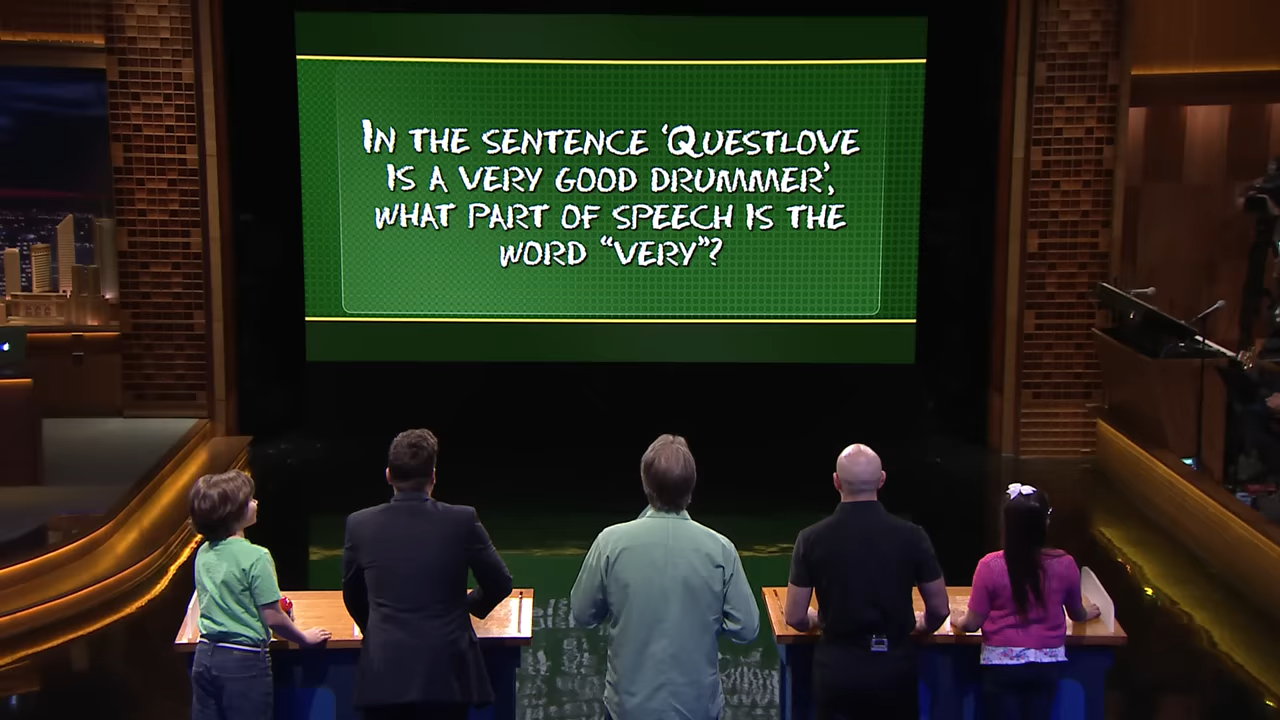 IN THE SENTENCE ‘QUESTLOVE
IS A VERY GOOD DRUMMER’,
WHAT PART OF SPEECH IS THE
WORD “VERY”?